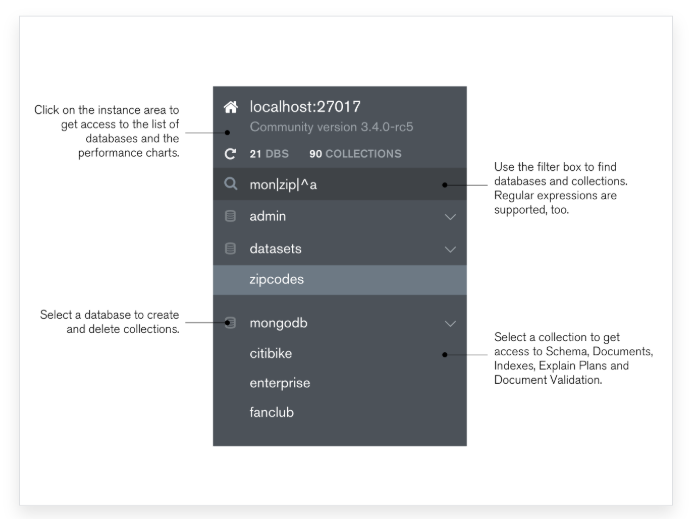 Click on the instance area to
get access to the list of
databases and the
performance charts.
localhost:27017
Community version 3.4.0-rc5
21 DBS 90 COLLECTIONS
mon|zip|^a
Use the filter box to find
databases and collections.
Regular expressions are
supported, too.
admin
datasets
zipcodes
Select a database to create
and delete collections.
mongodb
citibike
enterprise
fanclub
Select a collection to get
access to Schema, Documents,
Indexes, Explain Plans and
Document Validation.